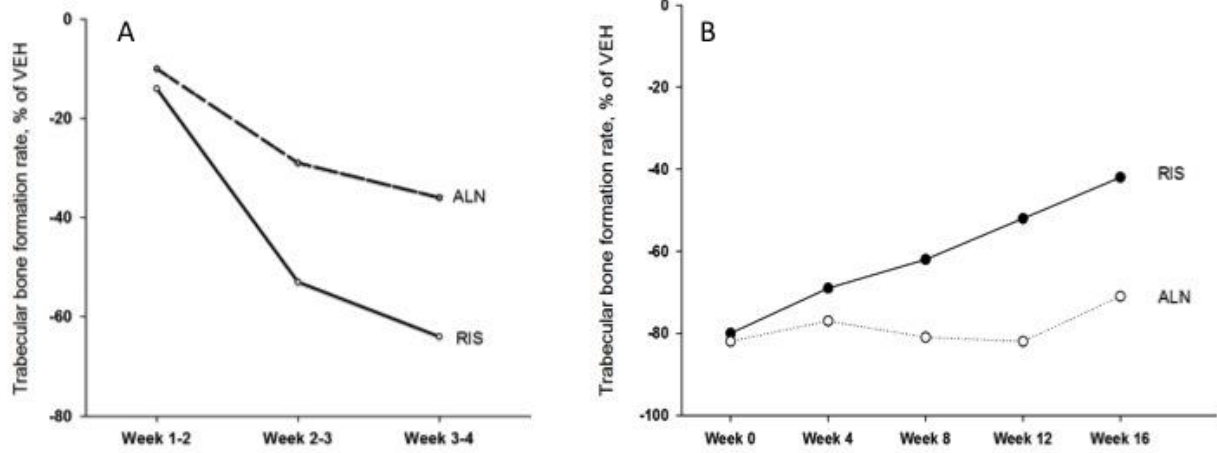 A
Trabecular bone formation rate, % of VEH
0
-20
-40
-60
-80
ALN
RIS
Week 1-2 Week 2-3 Week 3-4
B
Trabecular bone formation rate, % of VEH
0
-20
-40
-60
-80
-100
RIS
ALN
Week 0 Week 4 Week 8 Week 12 Week 16